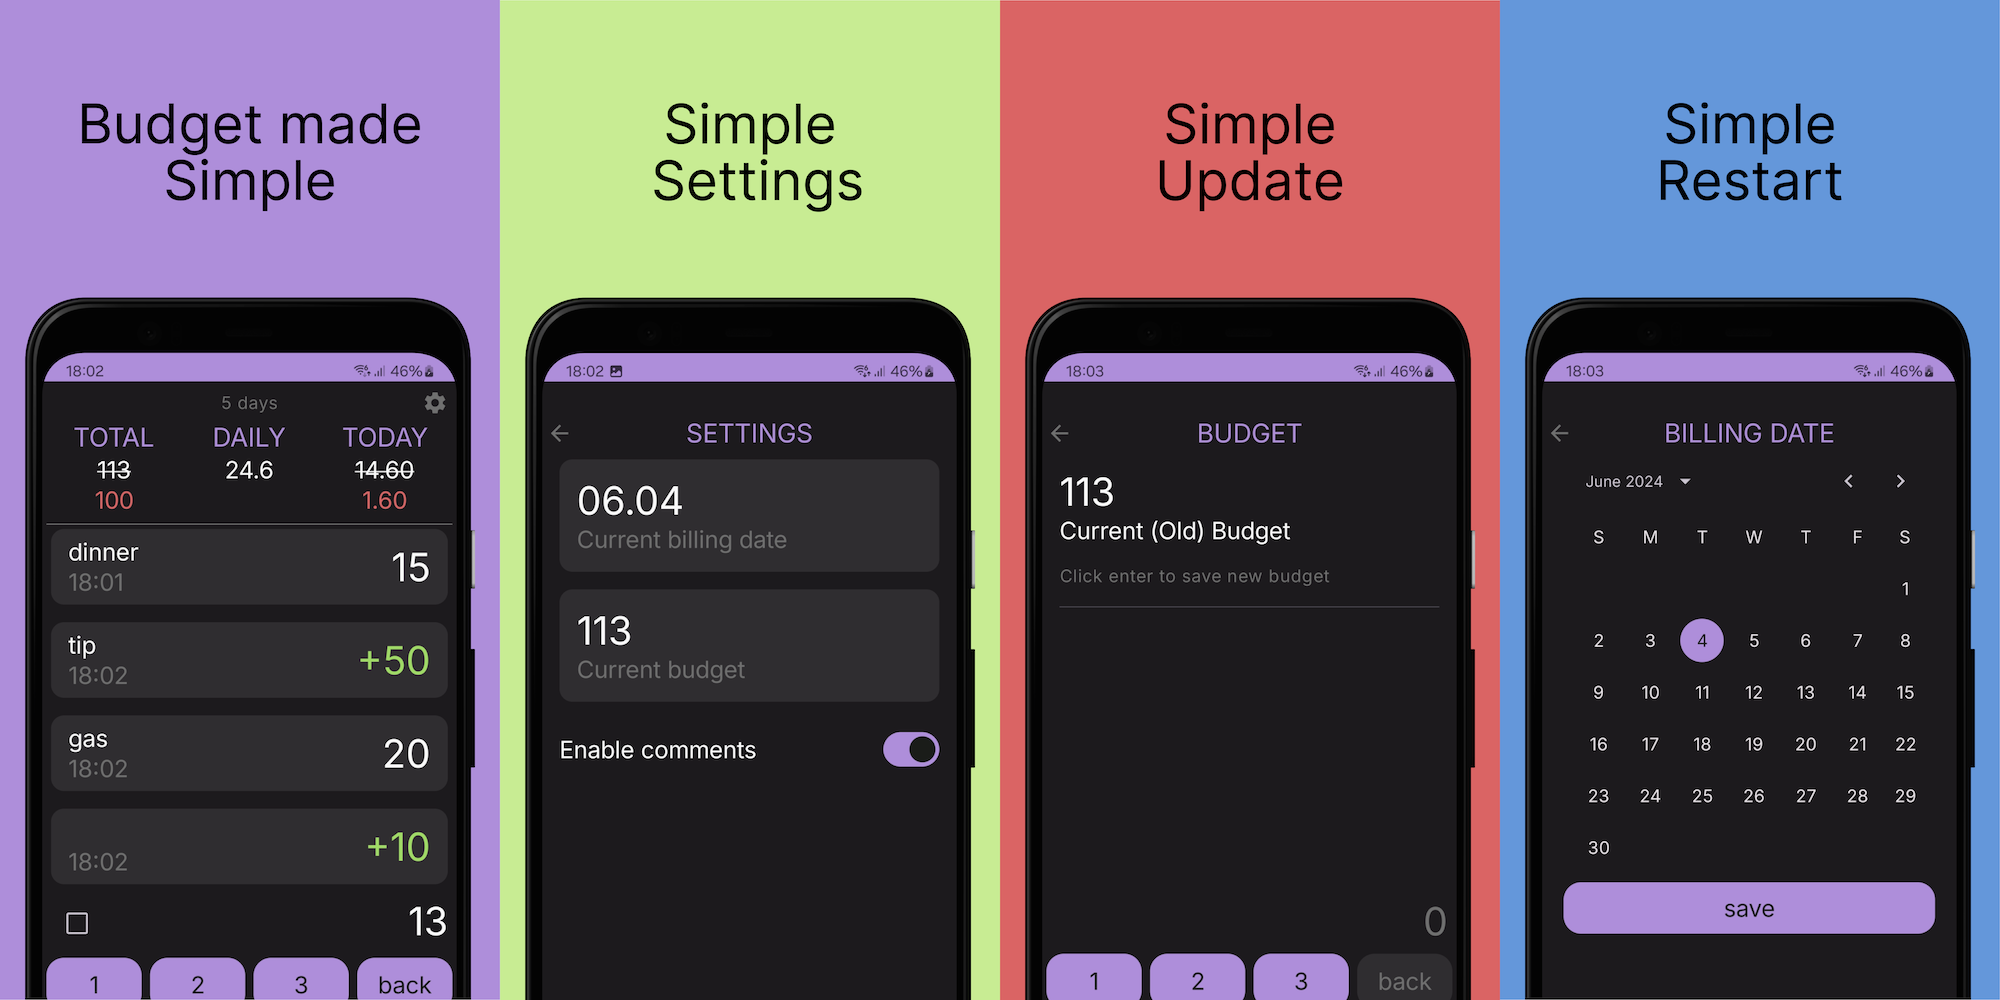 Budget made
Simple
18:02
46%
5 days
TOTAL
DAILY
TODAY
113
24.6
14.60
100
1.60
dinner
18:01
15
tip
18:02
+50
gas
18:02
20
18:02
+10
13
1
2
3
back
Simple
Settings
18:02
46%
SETTINGS
06.04
Current billing date
113
Current budget
Enable comments
Simple
Update
18:03
46%
BUDGET
113
Current (Old) Budget
Click enter to save new budget
0
1
2
3
back
Simple
Restart
18:03
46%
BILLING DATE
June 2024
S M T W T F S
1
2 3 4 5 6 7 8
9 10 11 12 13 14 15
16 17 18 19 20 21 22
23 24 25 26 27 28 29
30
save